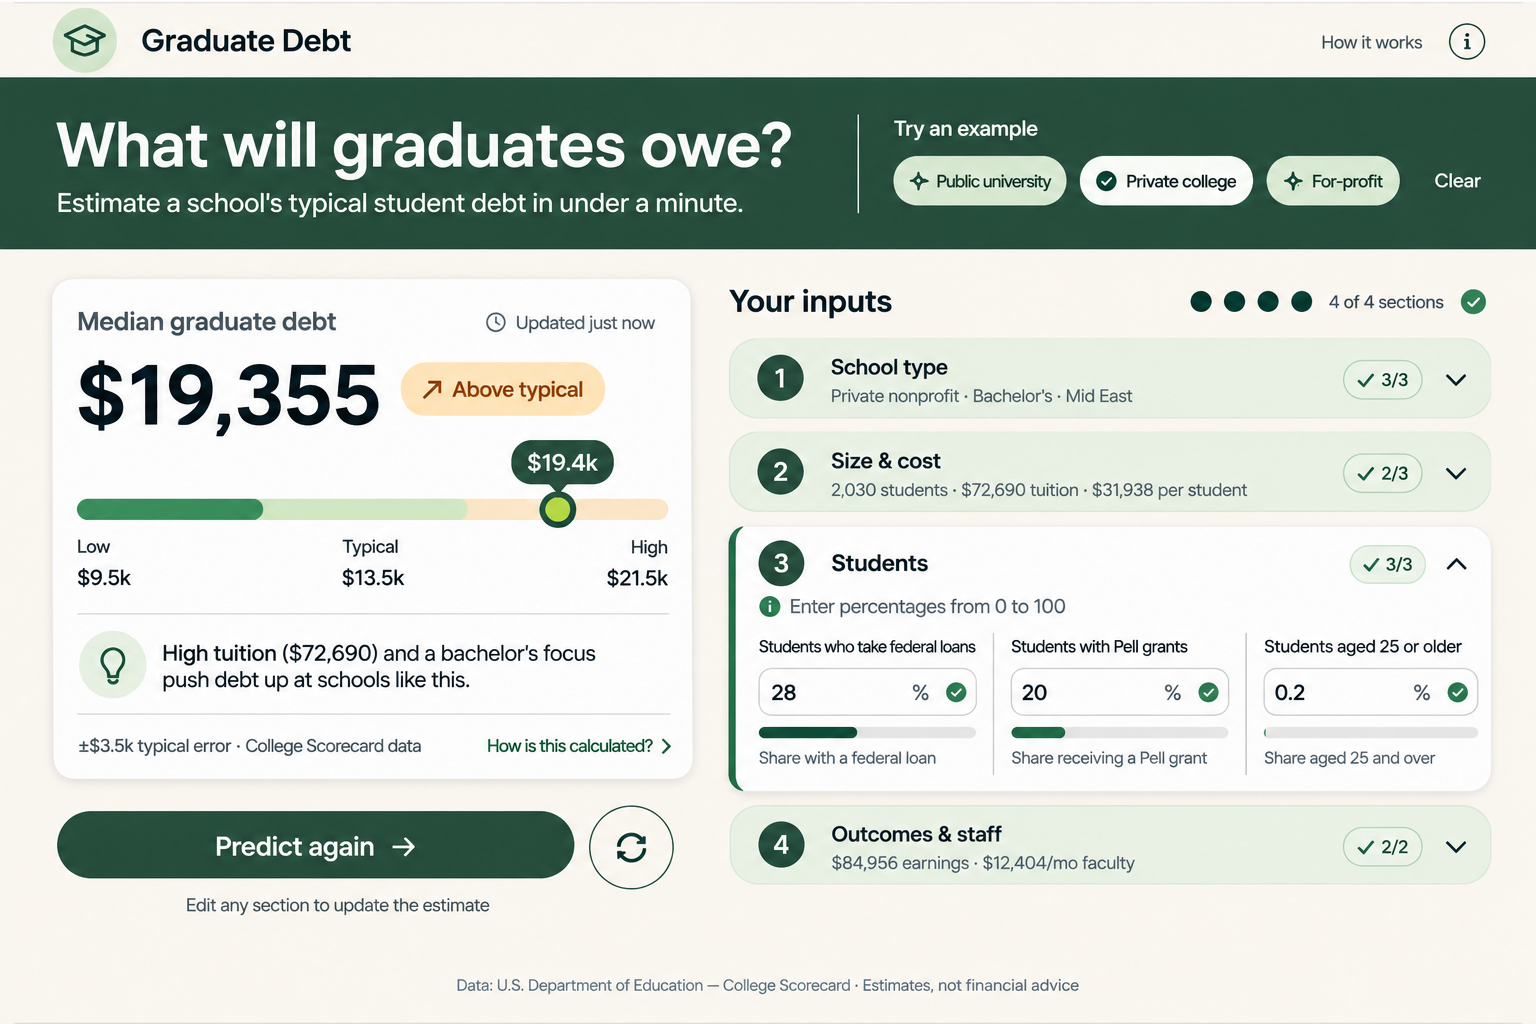 Graduate Debt
How it works
What will graduates owe?
Estimate a school's typical student debt in under a minute.
Try an example
Public university
Private college
For-profit
Clear
Median graduate debt
Updated just now
$19,355
Above typical
$19.4k
Low
Typical
High
$9.5k
$13.5k
$21.5k
High tuition ($72,690) and a bachelor's focus
push debt up at schools like this.
±$3.5k typical error · College Scorecard data
How is this calculated?
Predict again
Edit any section to update the estimate
Your inputs
4 of 4 sections
1
School type
Private nonprofit · Bachelor's · Mid East
3/3
2
Size & cost
2,030 students · $72,690 tuition · $31,938 per student
2/3
3
Students
3/3
Enter percentages from 0 to 100
Students who take federal loans
28 %
Share with a federal loan
Students with Pell grants
20 %
Share receiving a Pell grant
Students aged 25 or older
0.2 %
Share aged 25 and over
4
Outcomes & staff
$84,956 earnings · $12,404/mo faculty
2/2
Data: U.S. Department of Education — College Scorecard · Estimates, not financial advice